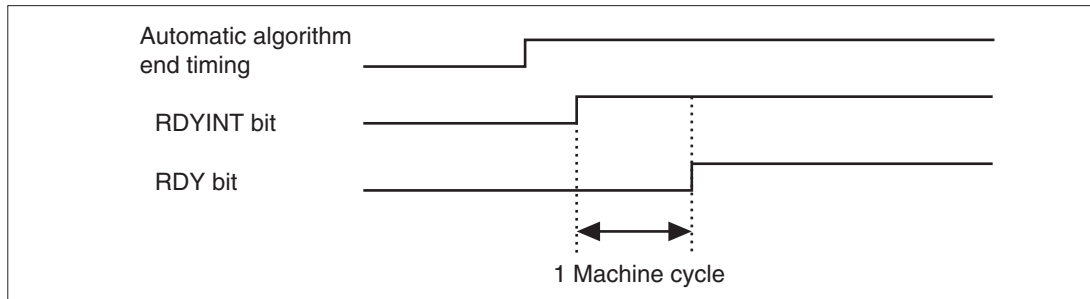 Automatic algorithm
end timing
RDYINT bit
RDY bit
1 Machine cycle